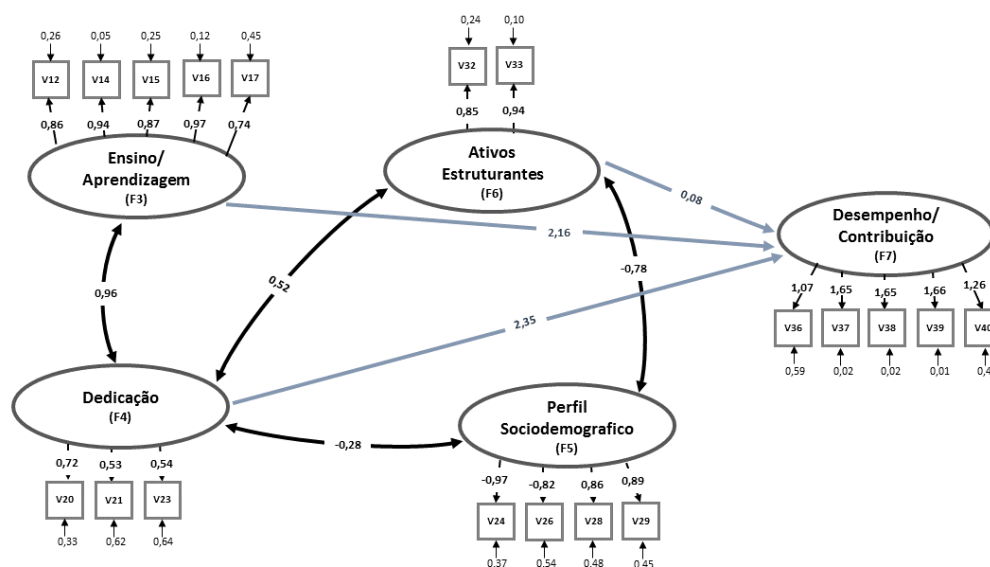 0,26 0,05 0,25 0,12 0,45
V12 V14 V15 V16 V17
0,86 0,94 0,87 0,97 0,74
Ensino/
Aprendizagem
(F3)
0,24 0,10
V32 V33
0,85 0,94
Ativos
Estruturantes
(F6)
0,08
2,16
Desempenho/
Contribuição
(F7)
1,07 1,65 1,65 1,66 1,26
V36 V37 V38 V39 V40
0,59 0,02 0,02 0,01 0,4
-0,78
0,96
0,52
2,35
Dedicação
(F4)
-0,28
0,72 0,53 0,54
V20 V21 V23
0,33 0,62 0,64
Perfil
Sociodemografico
(F5)
-0,97 -0,82 0,86 0,89
V24 V26 V28 V29
0,37 0,54 0,48 0,45